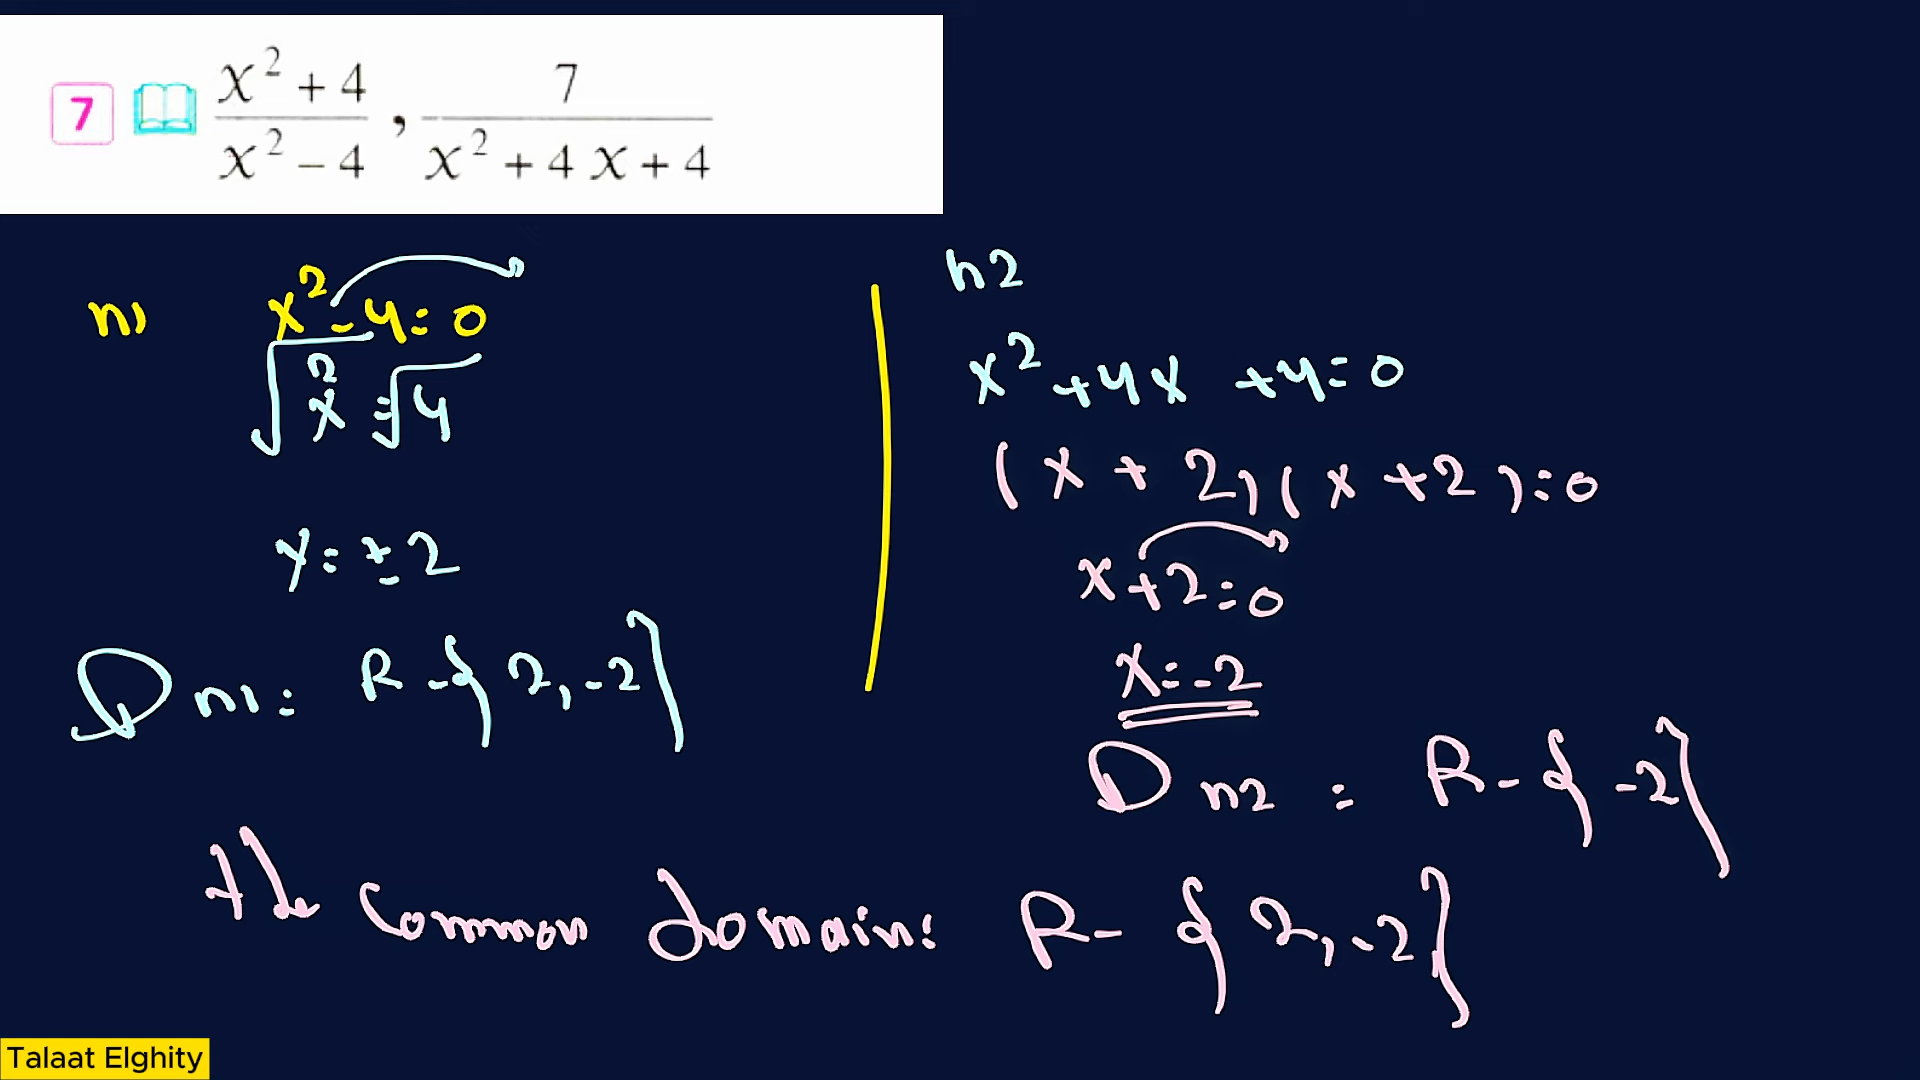 7 x² + 4 / x² – 4 , 7 / x² + 4 x + 4
n1 x² - 4 = 0
√x² = √4
x = ± 2
Dn1 = R - {2, -2}
n2
x² + 4x + 4 = 0
(x + 2)(x + 2) = 0
x + 2 = 0
x = -2
Dn2 = R - {-2}
the common domain: R - {2, -2}
Talaat Elghity